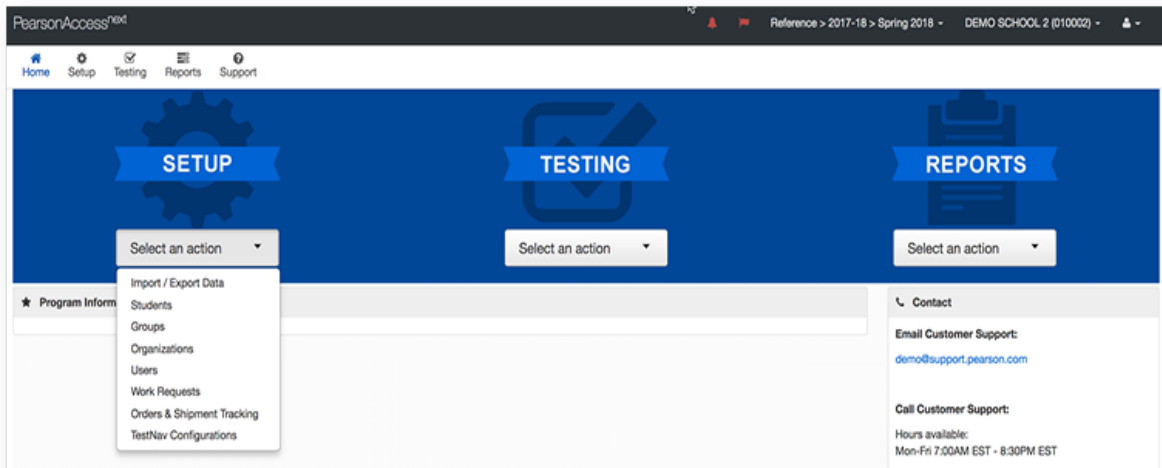 PearsonAccessnext
Reference > 2017-18 > Spring 2018
DEMO SCHOOL 2 (010002)
Home
Setup
Testing
Reports
Support
SETUP
TESTING
REPORTS
Select an action
Select an action
Select an action
Import / Export Data
Students
Groups
Organizations
Users
Work Requests
Orders & Shipment Tracking
TestNav Configurations
Program Inform
Contact
Email Customer Support:
demo@support.pearson.com
Call Customer Support:
Hours available:
Mon-Fri 7:00AM EST - 8:30PM EST